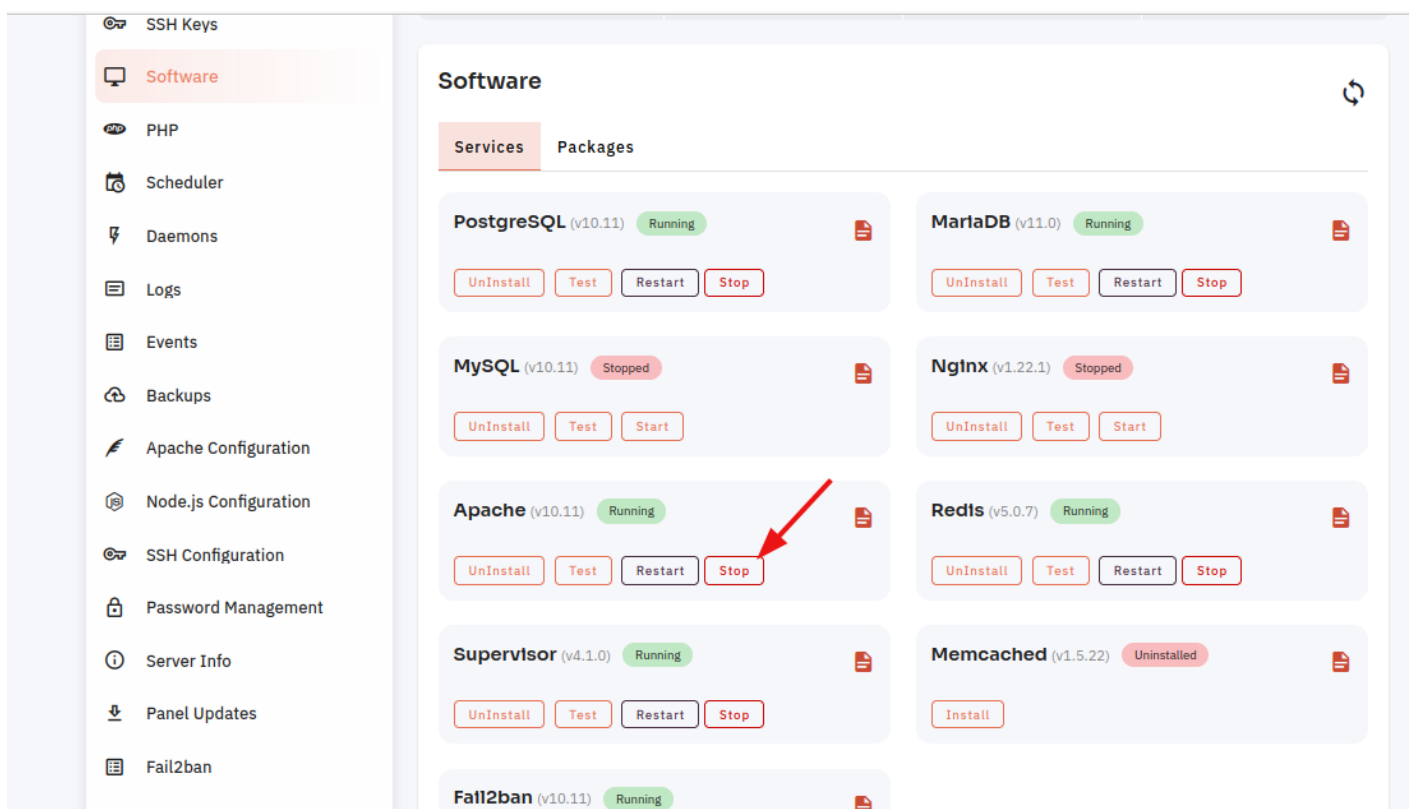 SSH Keys
Software
php PHP
Scheduler
Daemons
Logs
Events
Backups
Apache Configuration
JS Node.js Configuration
SSH Configuration
Password Management
Server Info
Panel Updates
Fail2ban
Software
Services Packages
PostgreSQL (v10.11) Running
UnInstall Test Restart Stop
MariaDB (v11.0) Running
UnInstall Test Restart Stop
MySQL (v10.11) Stopped
UnInstall Test Start
Nginx (v1.22.1) Stopped
UnInstall Test Start
Apache (v10.11) Running
UnInstall Test Restart Stop
Redis (v5.0.7) Running
UnInstall Test Restart Stop
Supervisor (v4.1.0) Running
UnInstall Test Restart Stop
Memcached (v1.5.22) Uninstalled
Install
Fail2ban (v10.11) Running